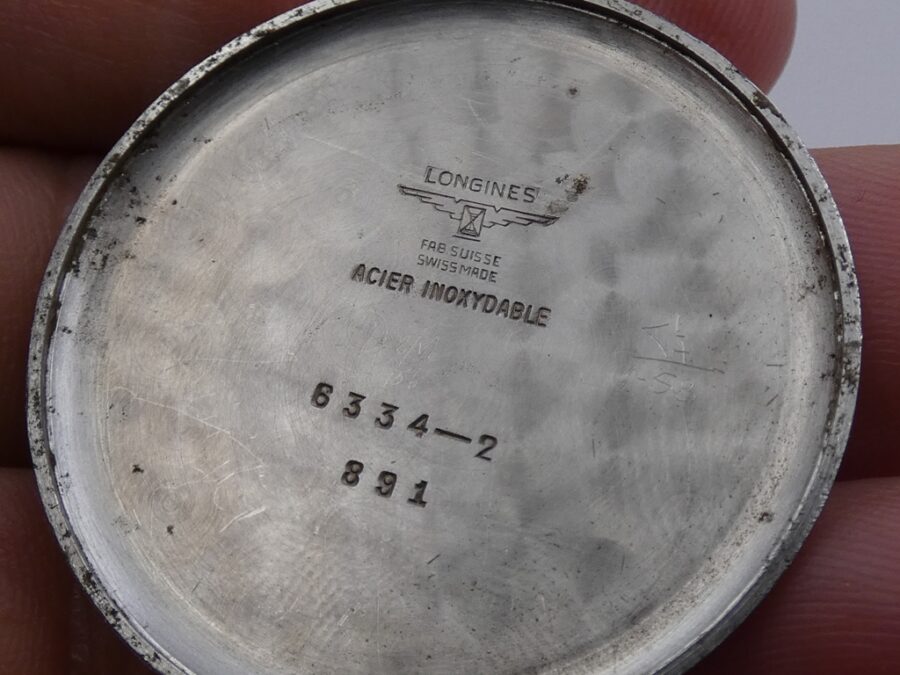 LONGINES
FAB SUISSE
SWISS MADE
ACIER INOXYDABLE
6334-2
891